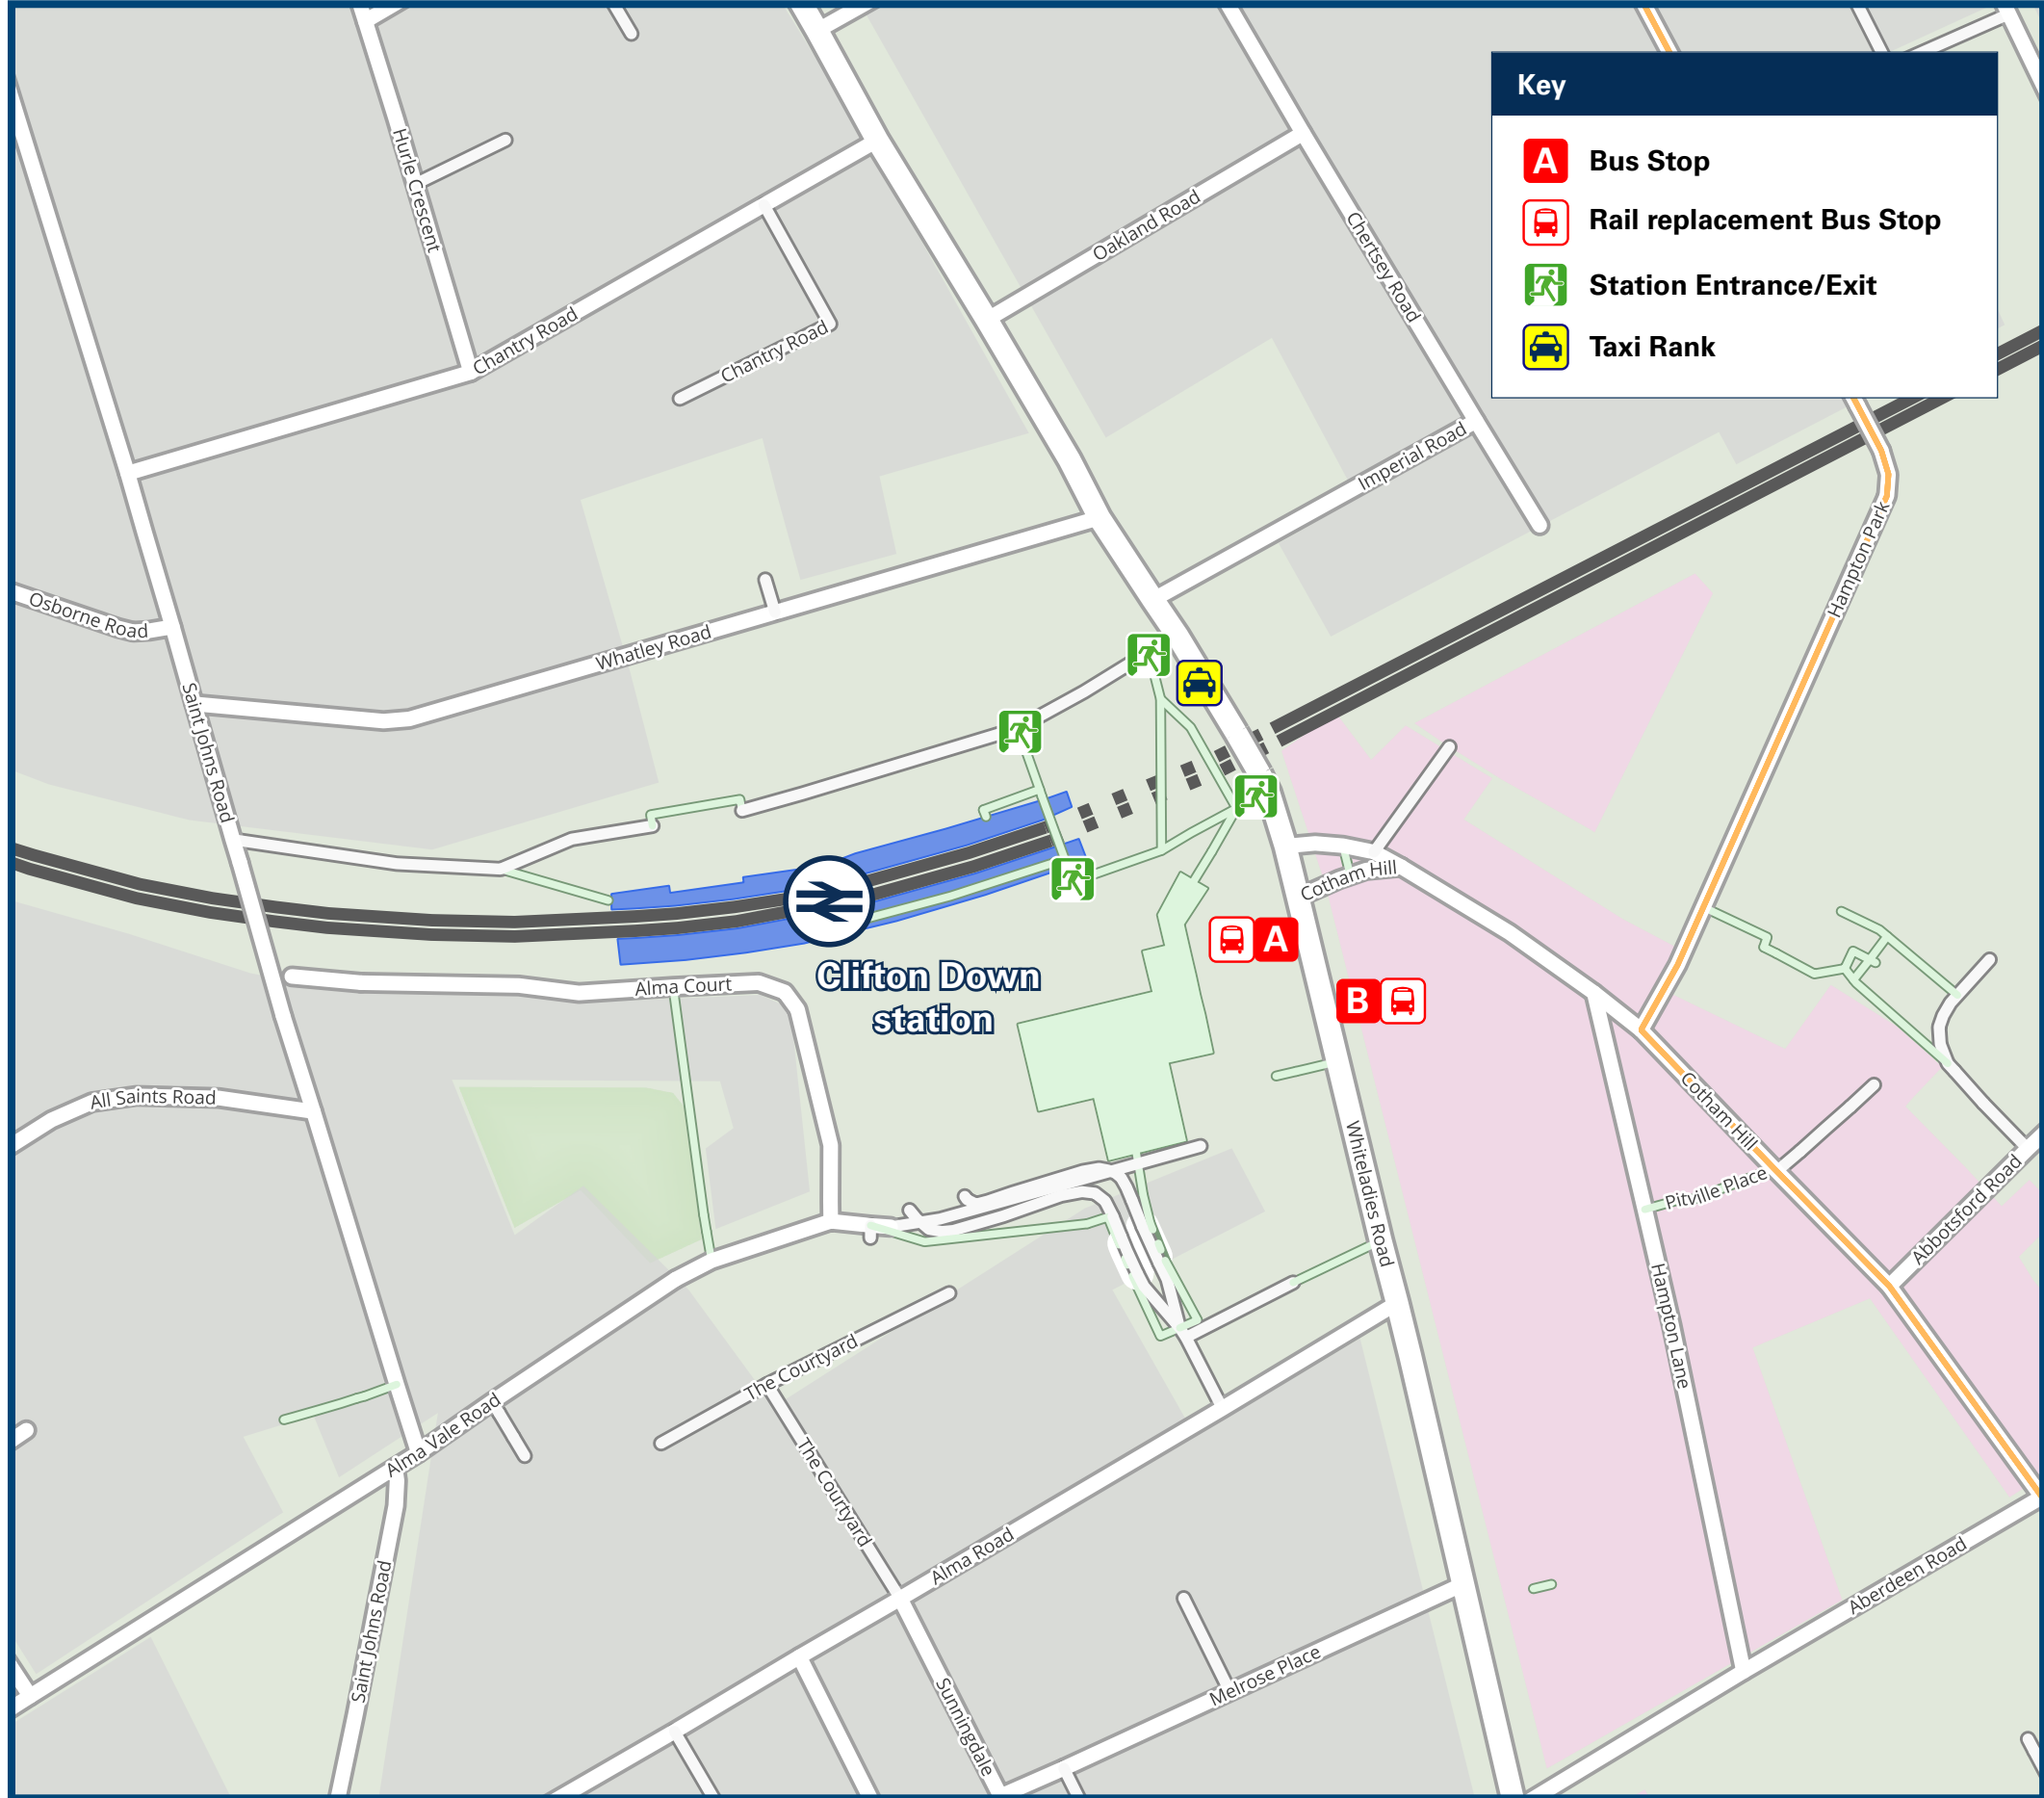 Key
A Bus Stop
Rail replacement Bus Stop
Station Entrance/Exit
Taxi Rank
Hurle Crescent
Chantry Road
Chantry Road
Oakland Road
Chertsey Road
Imperial Road
Hampton Park
Osborne Road
Whatley Road
Saint Johns Road
Cotham Hill
A
B
Clifton Down
station
Alma Court
All Saints Road
Cotham Hill
Whiteladies Road
Pitville Place
Abbotsford Road
Hampton Lane
The Courtyard
Alma Vale Road
The Courtyard
Alma Road
Aberdeen Road
Saint Johns Road
Melrose Place
Sunningdale